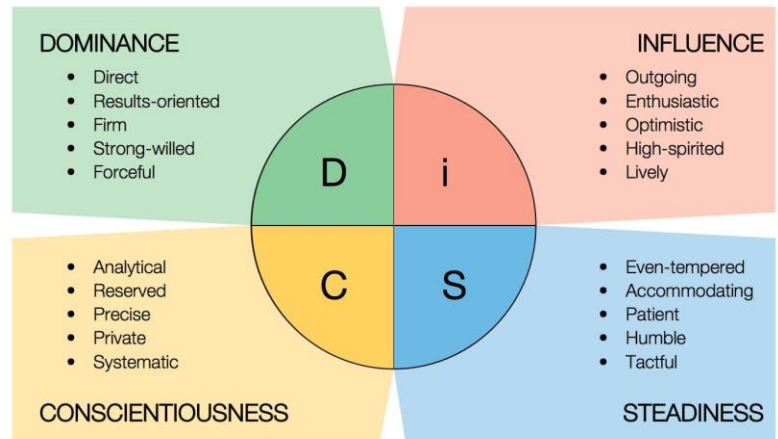 DOMINANCE
• Direct
• Results-oriented
• Firm
• Strong-willed
• Forceful
INFLUENCE
• Outgoing
• Enthusiastic
• Optimistic
• High-spirited
• Lively
D
i
C
S
• Analytical
• Reserved
• Precise
• Private
• Systematic
CONSCIENTIOUSNESS
• Even-tempered
• Accommodating
• Patient
• Humble
• Tactful
STEADINESS